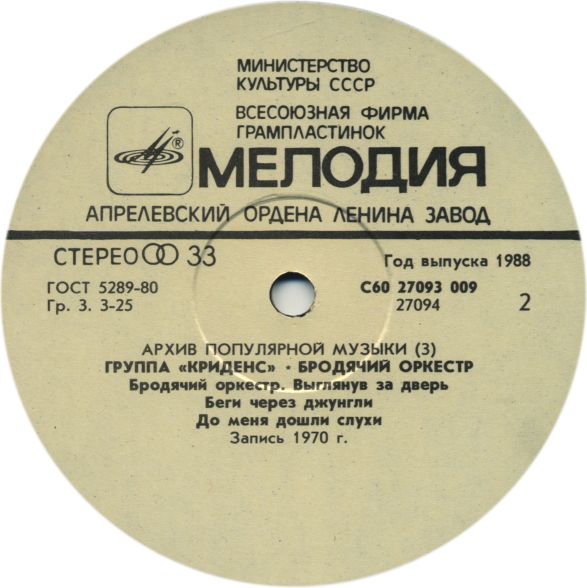 МИНИСТЕРСТВО
КУЛЬТУРЫ СССР
ВСЕСОЮЗНАЯ ФИРМА
ГРАМПЛАСТИНОК
®
МЕЛОДИЯ
АПРЕЛЕВСКИЙ ОРДЕНА ЛЕНИНА ЗАВОД
СТЕРЕО 33
Год выпуска 1988
ГОСТ 5289-80
С60 27093 009
Гр. 3. 3-25
27094
2
АРХИВ ПОПУЛЯРНОЙ МУЗЫКИ (3)
ГРУППА «КРИДЕНС» · БРОДЯЧИЙ ОРКЕСТР
Бродячий оркестр. Выглянув за дверь
Беги через джунгли
До меня дошли слухи
Запись 1970 г.